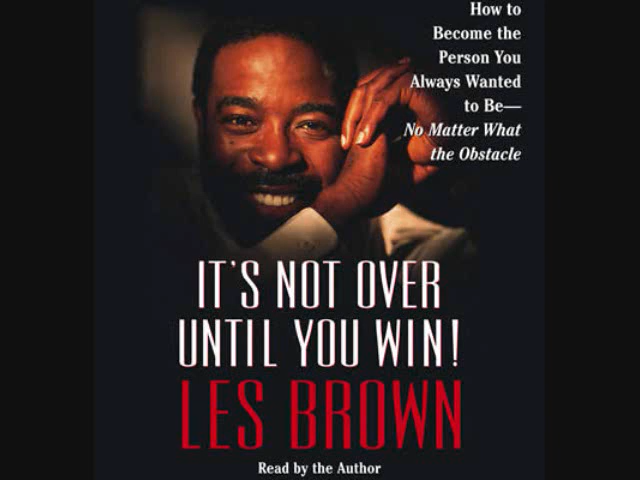 How to
Become the
Person You
Always Wanted
to Be—
No Matter What
the Obstacle
IT'S NOT OVER
UNTIL YOU WIN!
LES BROWN
Read by the Author